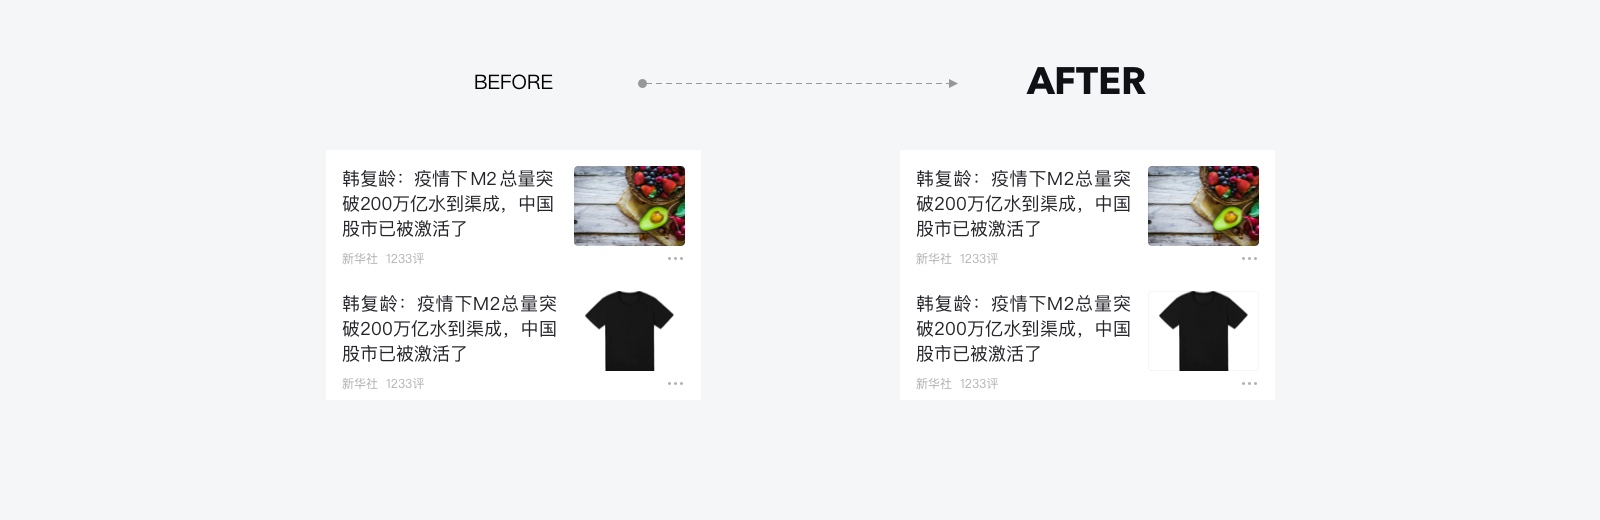 BEFORE
AFTER
韩复龄：疫情下M2总量突
破200万亿水到渠成，中国
股市已被激活了
新华社 1233评
韩复龄：疫情下M2总量突
破200万亿水到渠成，中国
股市已被激活了
新华社 1233评
韩复龄：疫情下M2总量突
破200万亿水到渠成，中国
股市已被激活了
新华社 1233评
韩复龄：疫情下M2总量突
破200万亿水到渠成，中国
股市已被激活了
新华社 1233评